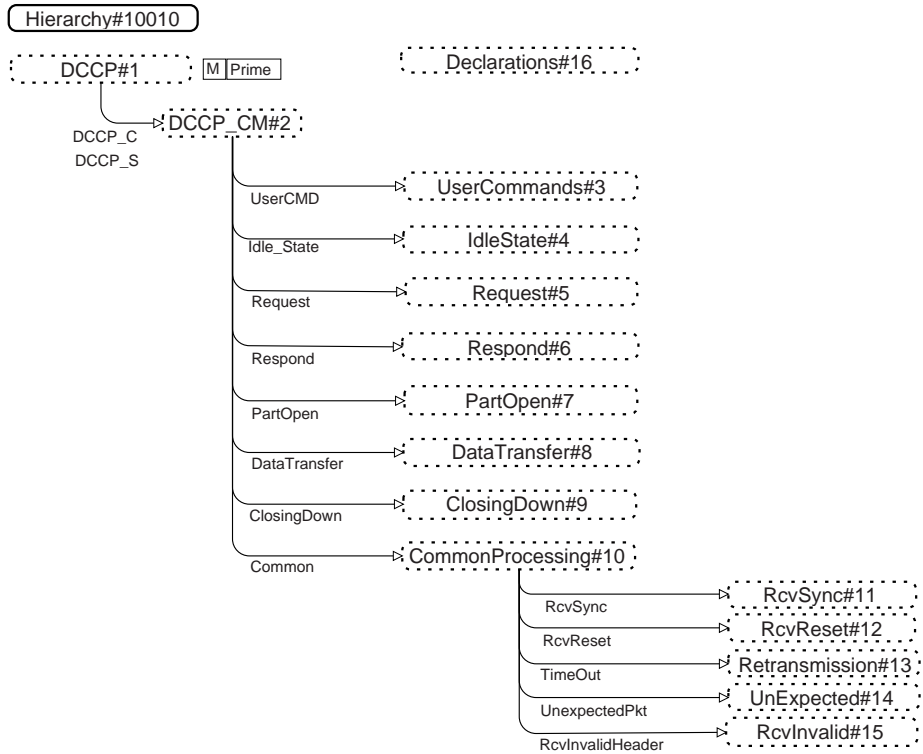 Hierarchy#10010
DCCP#1
M Prime
Declarations#16
DCCP_C
DCCP_S
DCCP_CM#2
UserCMD
UserCommands#3
Idle_State
IdleState#4
Request
Request#5
Respond
Respond#6
PartOpen
PartOpen#7
DataTransfer
DataTransfer#8
ClosingDown
ClosingDown#9
Common
CommonProcessing#10
RcvSync
RcvSync#11
RcvReset
RcvReset#12
TimeOut
Retransmission#13
UnexpectedPkt
UnExpected#14
RcvInvalidHeader
RcvInvalid#15